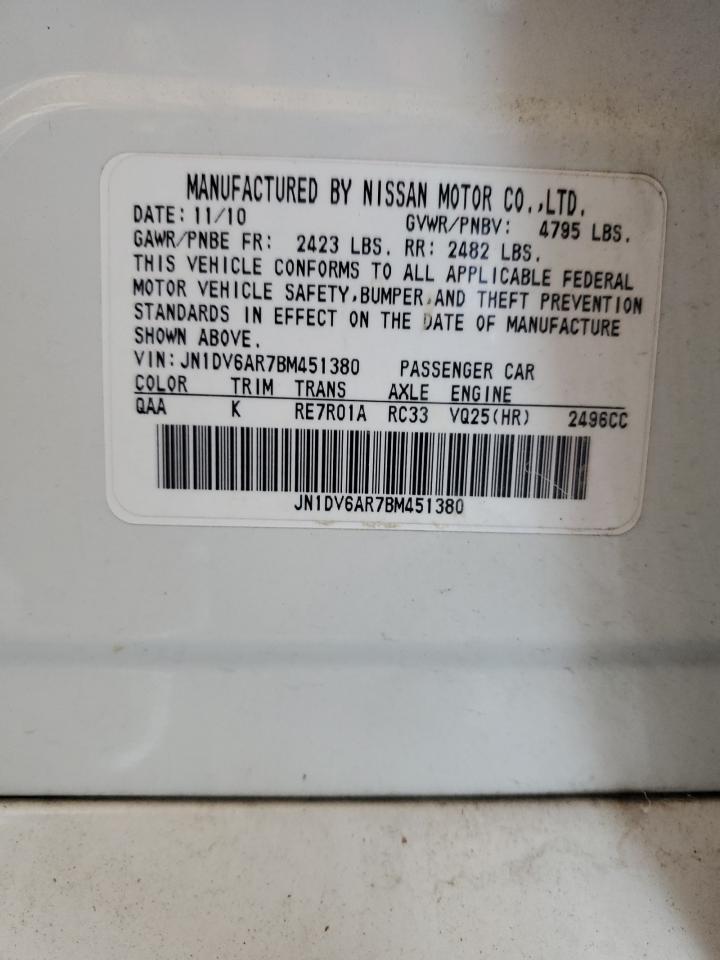 MANUFACTURED BY NISSAN MOTOR CO.,LTD.
DATE: 11/10 GVWR/PNBV: 4795 LBS.
GAWR/PNBE FR: 2423 LBS. RR: 2482 LBS.
THIS VEHICLE CONFORMS TO ALL APPLICABLE FEDERAL
MOTOR VEHICLE SAFETY,BUMPER,AND THEFT PREVENTION
STANDARDS IN EFFECT ON THE DATE OF MANUFACTURE
SHOWN ABOVE.
VIN: JN1DV6AR7BM451380 PASSENGER CAR
COLOR TRIM TRANS AXLE ENGINE
QAA K RE7R01A RC33 VQ25(HR) 2496CC
JN1DV6AR7BM451380